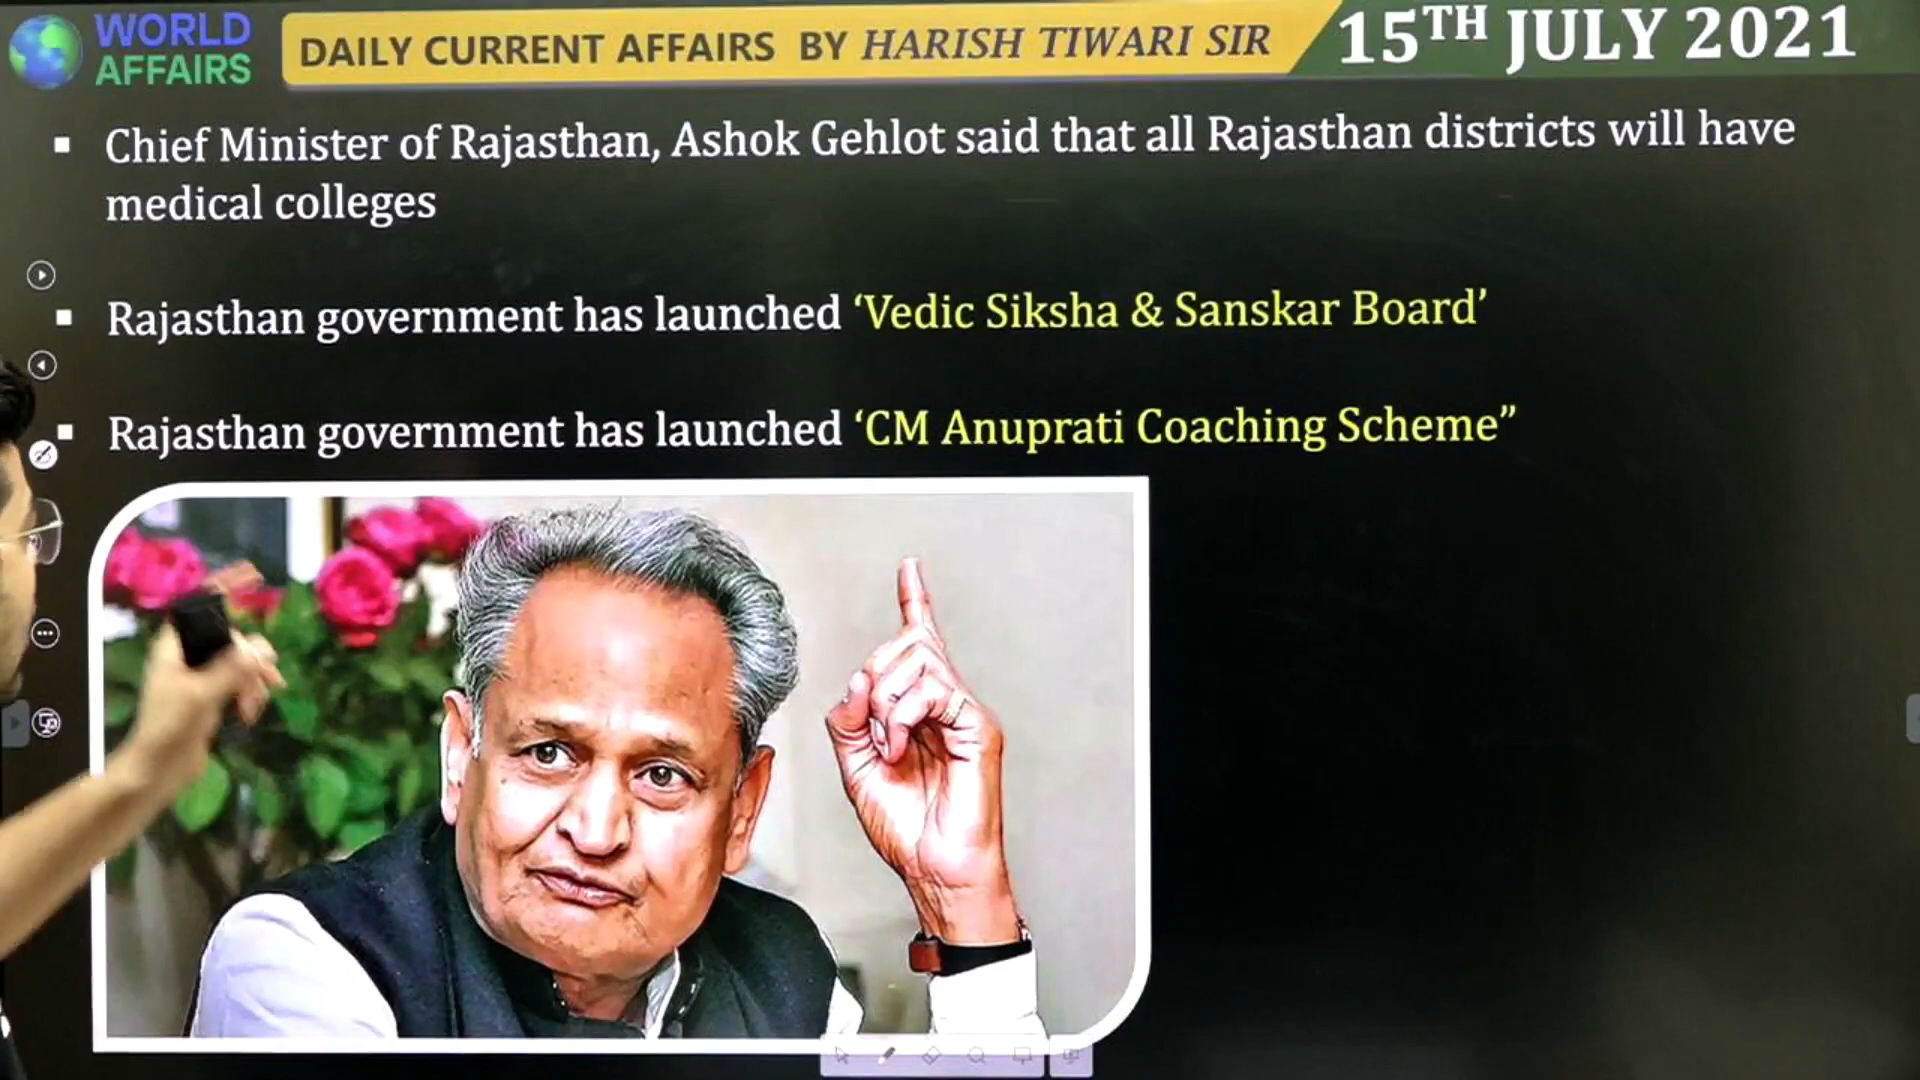 WORLD
AFFAIRS
DAILY CURRENT AFFAIRS BY HARISH TIWARI SIR
15TH JULY 2021
Chief Minister of Rajasthan, Ashok Gehlot said that all Rajasthan districts will have
medical colleges
Rajasthan government has launched ‘Vedic Siksha & Sanskar Board’
Rajasthan government has launched ‘CM Anuprati Coaching Scheme”